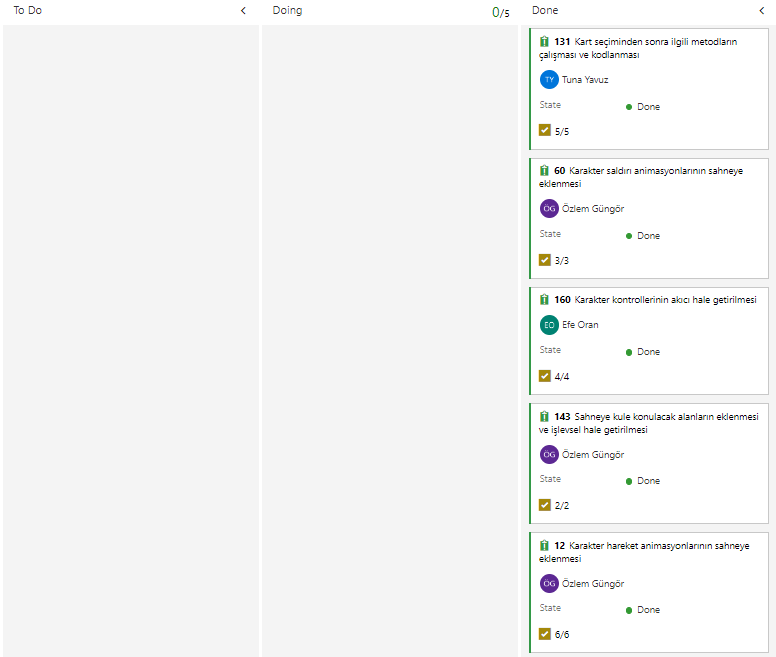 To Do
Doing
0/5
Done
131 Kart seçiminden sonra ilgili metodların
çalışması ve kodlanması
TY Tuna Yavuz
State
Done
5/5
60 Karakter saldırı animasyonlarının sahneye
eklenmesi
ÖG Özlem Güngör
State
Done
3/3
160 Karakter kontrollerinin akıcı hale getirilmesi
EO Efe Oran
State
Done
4/4
143 Sahneye kule konulacak alanların eklenmesi
ve işlevsel hale getirilmesi
ÖG Özlem Güngör
State
Done
2/2
12 Karakter hareket animasyonlarının sahneye
eklenmesi
ÖG Özlem Güngör
State
Done
6/6